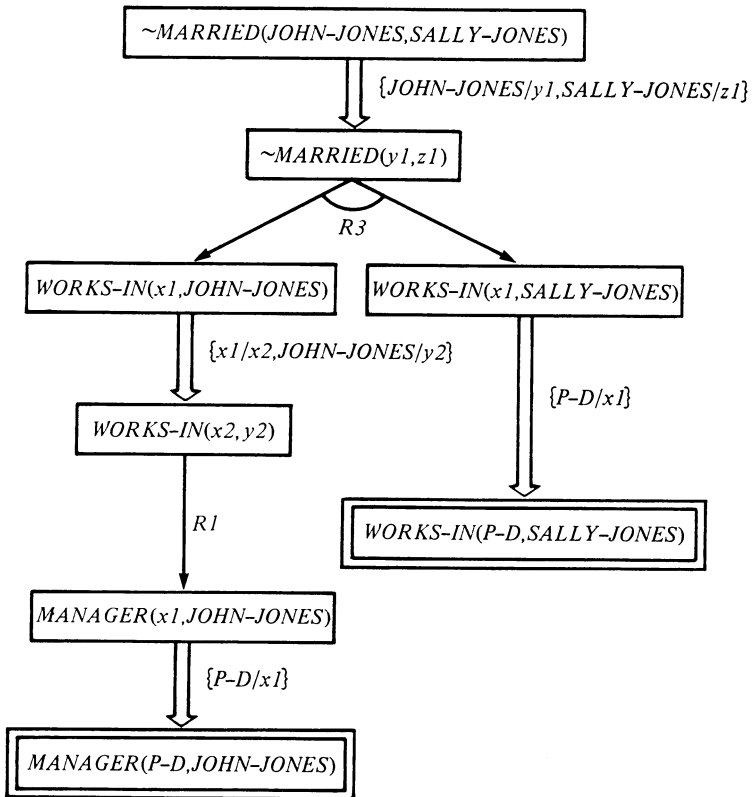 ~MARRIED(JOHN–JONES,SALLY–JONES)
{JOHN–JONES/y1,SALLY–JONES/z1}
~MARRIED(y1,z1)
R3
WORKS–IN(x1,JOHN–JONES)
WORKS–IN(x1,SALLY–JONES)
{x1/x2,JOHN–JONES/y2}
{P–D/x1}
WORKS–IN(x2,y2)
R1
WORKS–IN(P–D,SALLY–JONES)
MANAGER(x1,JOHN–JONES)
{P–D/x1}
MANAGER(P–D,JOHN–JONES)